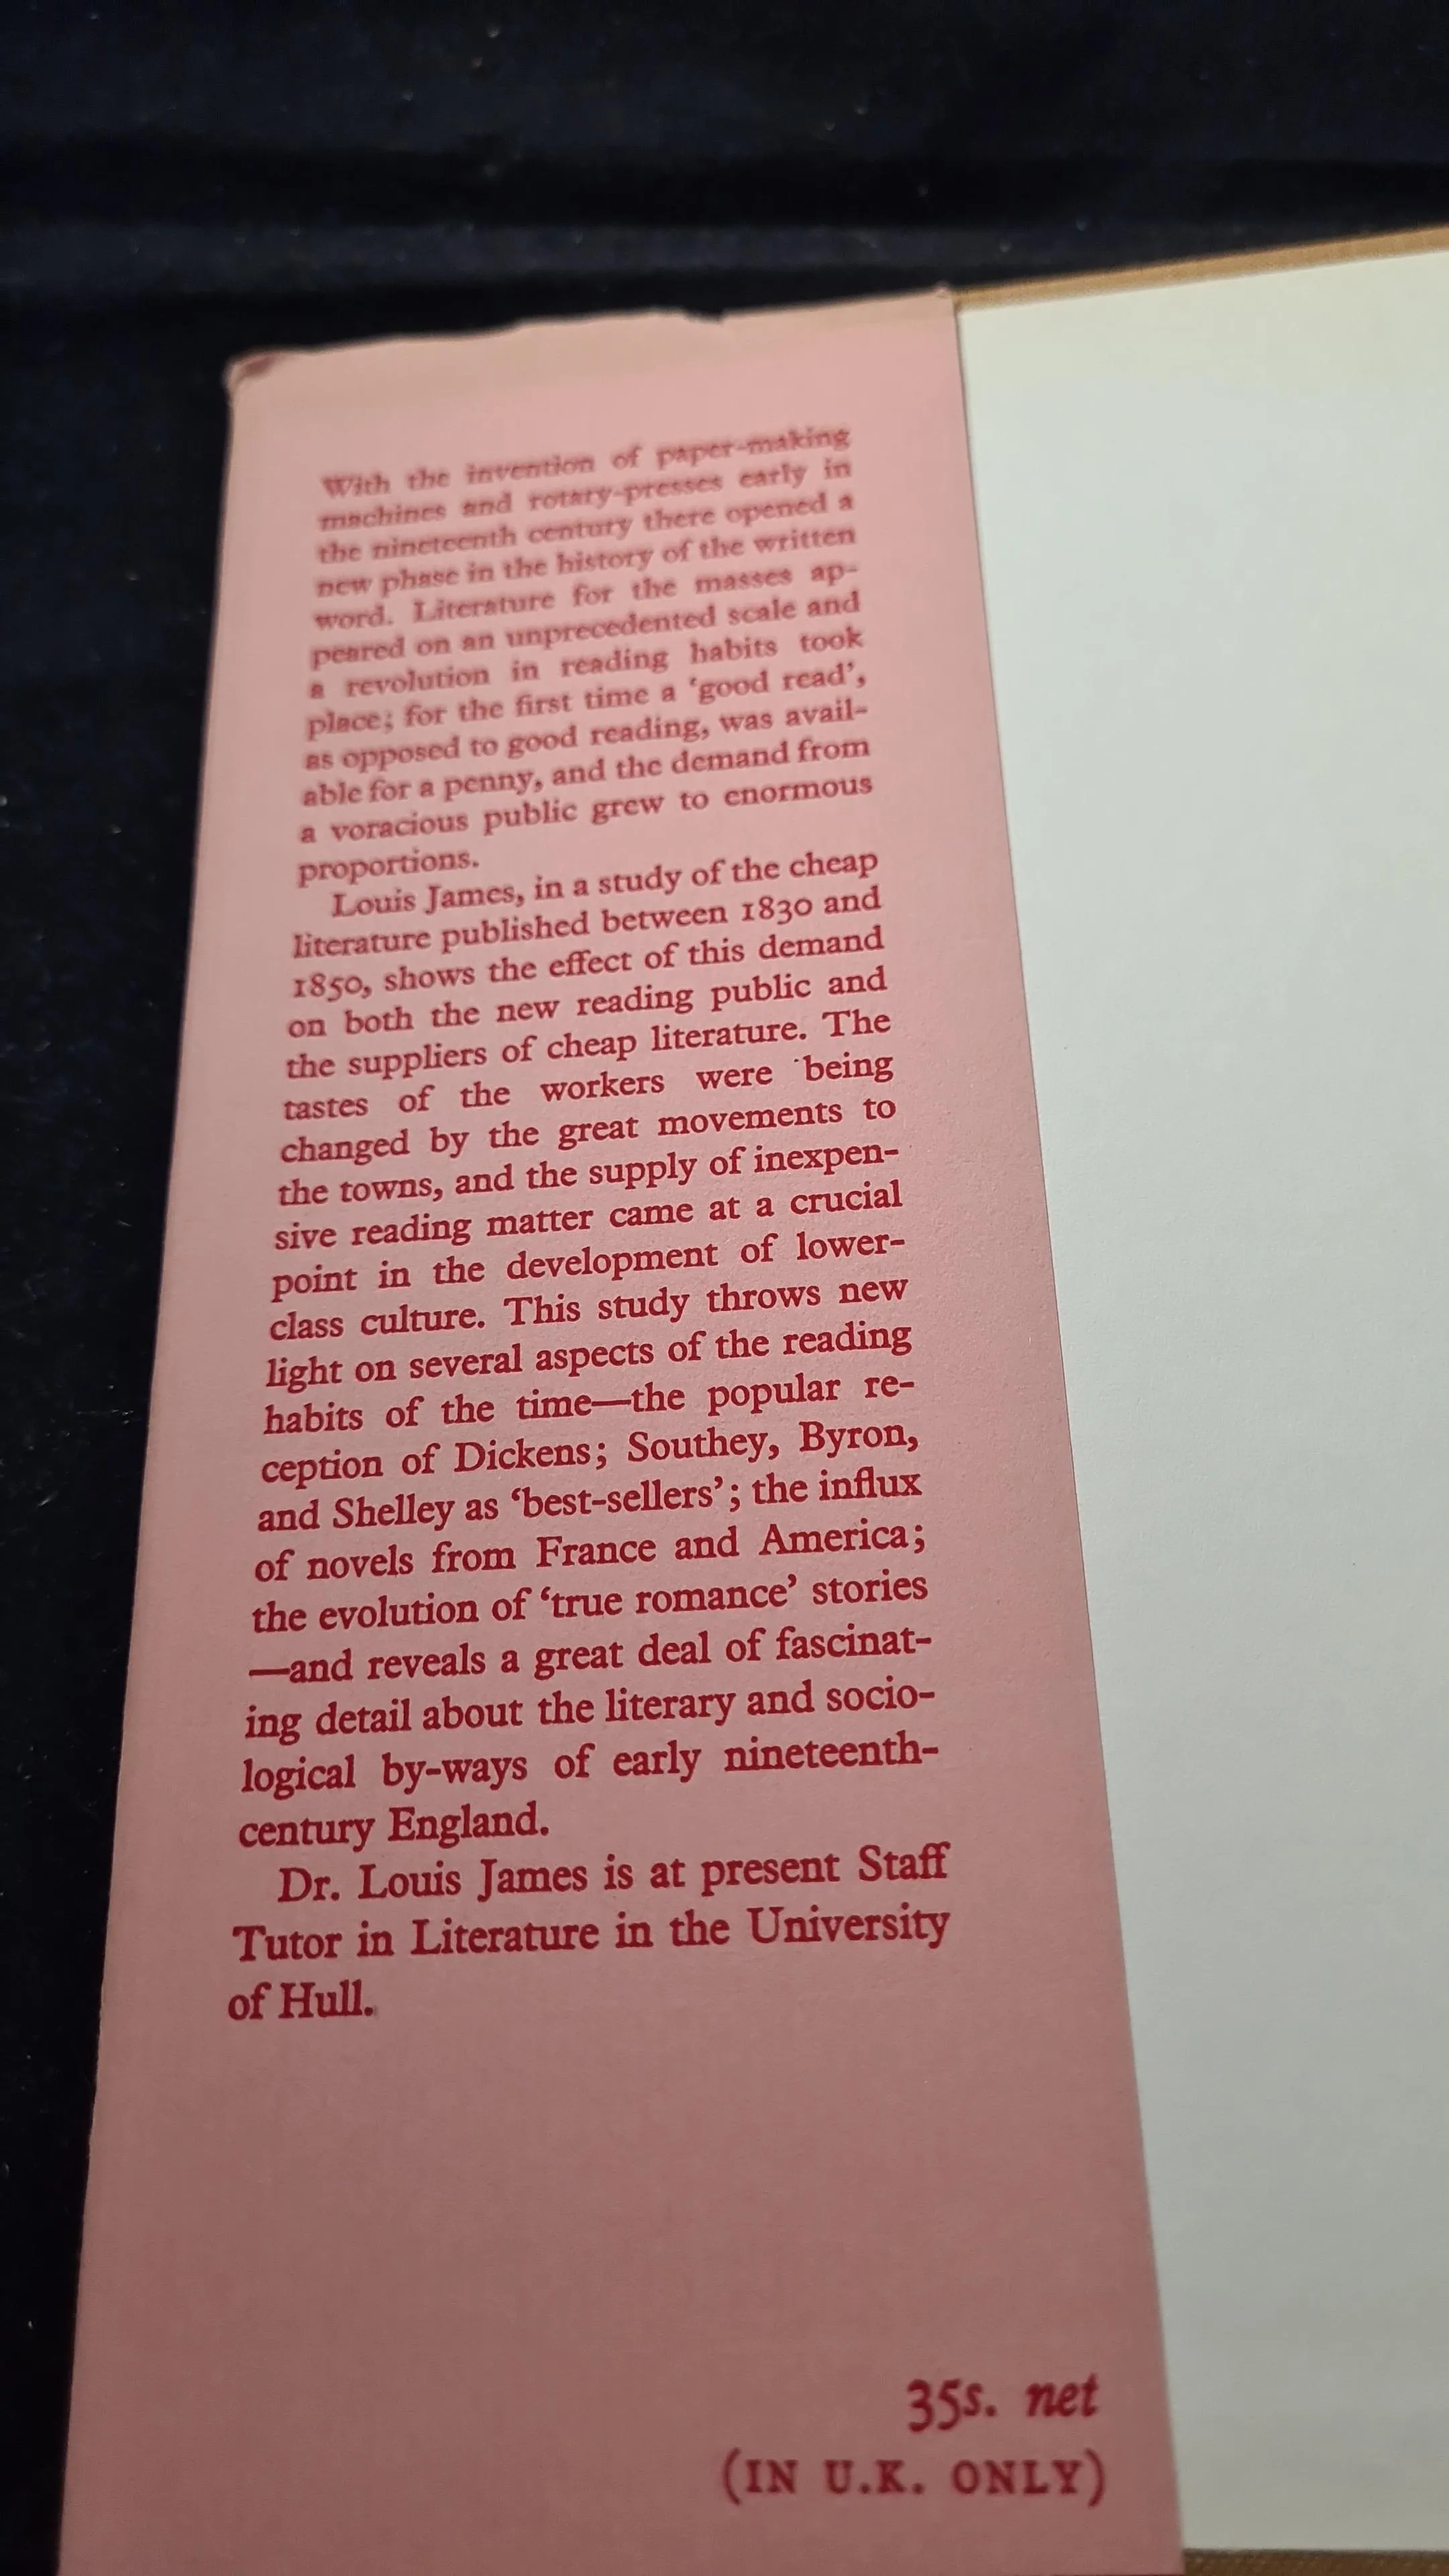 With the invention of paper-making
machines and rotary-presses early in
the nineteenth century there opened a
new phase in the history of the written
word. Literature for the masses ap-
peared on an unprecedented scale and
a revolution in reading habits took
place; for the first time a ‘good read’,
as opposed to good reading, was avail-
able for a penny, and the demand from
a voracious public grew to enormous
proportions.
Louis James, in a study of the cheap
literature published between 1830 and
1850, shows the effect of this demand
on both the new reading public and
the suppliers of cheap literature. The
tastes of the workers were being
changed by the great movements to
the towns, and the supply of inexpen-
sive reading matter came at a crucial
point in the development of lower-
class culture. This study throws new
light on several aspects of the reading
habits of the time—the popular re-
ception of Dickens; Southey, Byron,
and Shelley as ‘best-sellers’; the influx
of novels from France and America;
the evolution of ‘true romance’ stories
—and reveals a great deal of fascinat-
ing detail about the literary and socio-
logical by-ways of early nineteenth-
century England.
Dr. Louis James is at present Staff
Tutor in Literature in the University
of Hull.
35s. net
(IN U.K. ONLY)